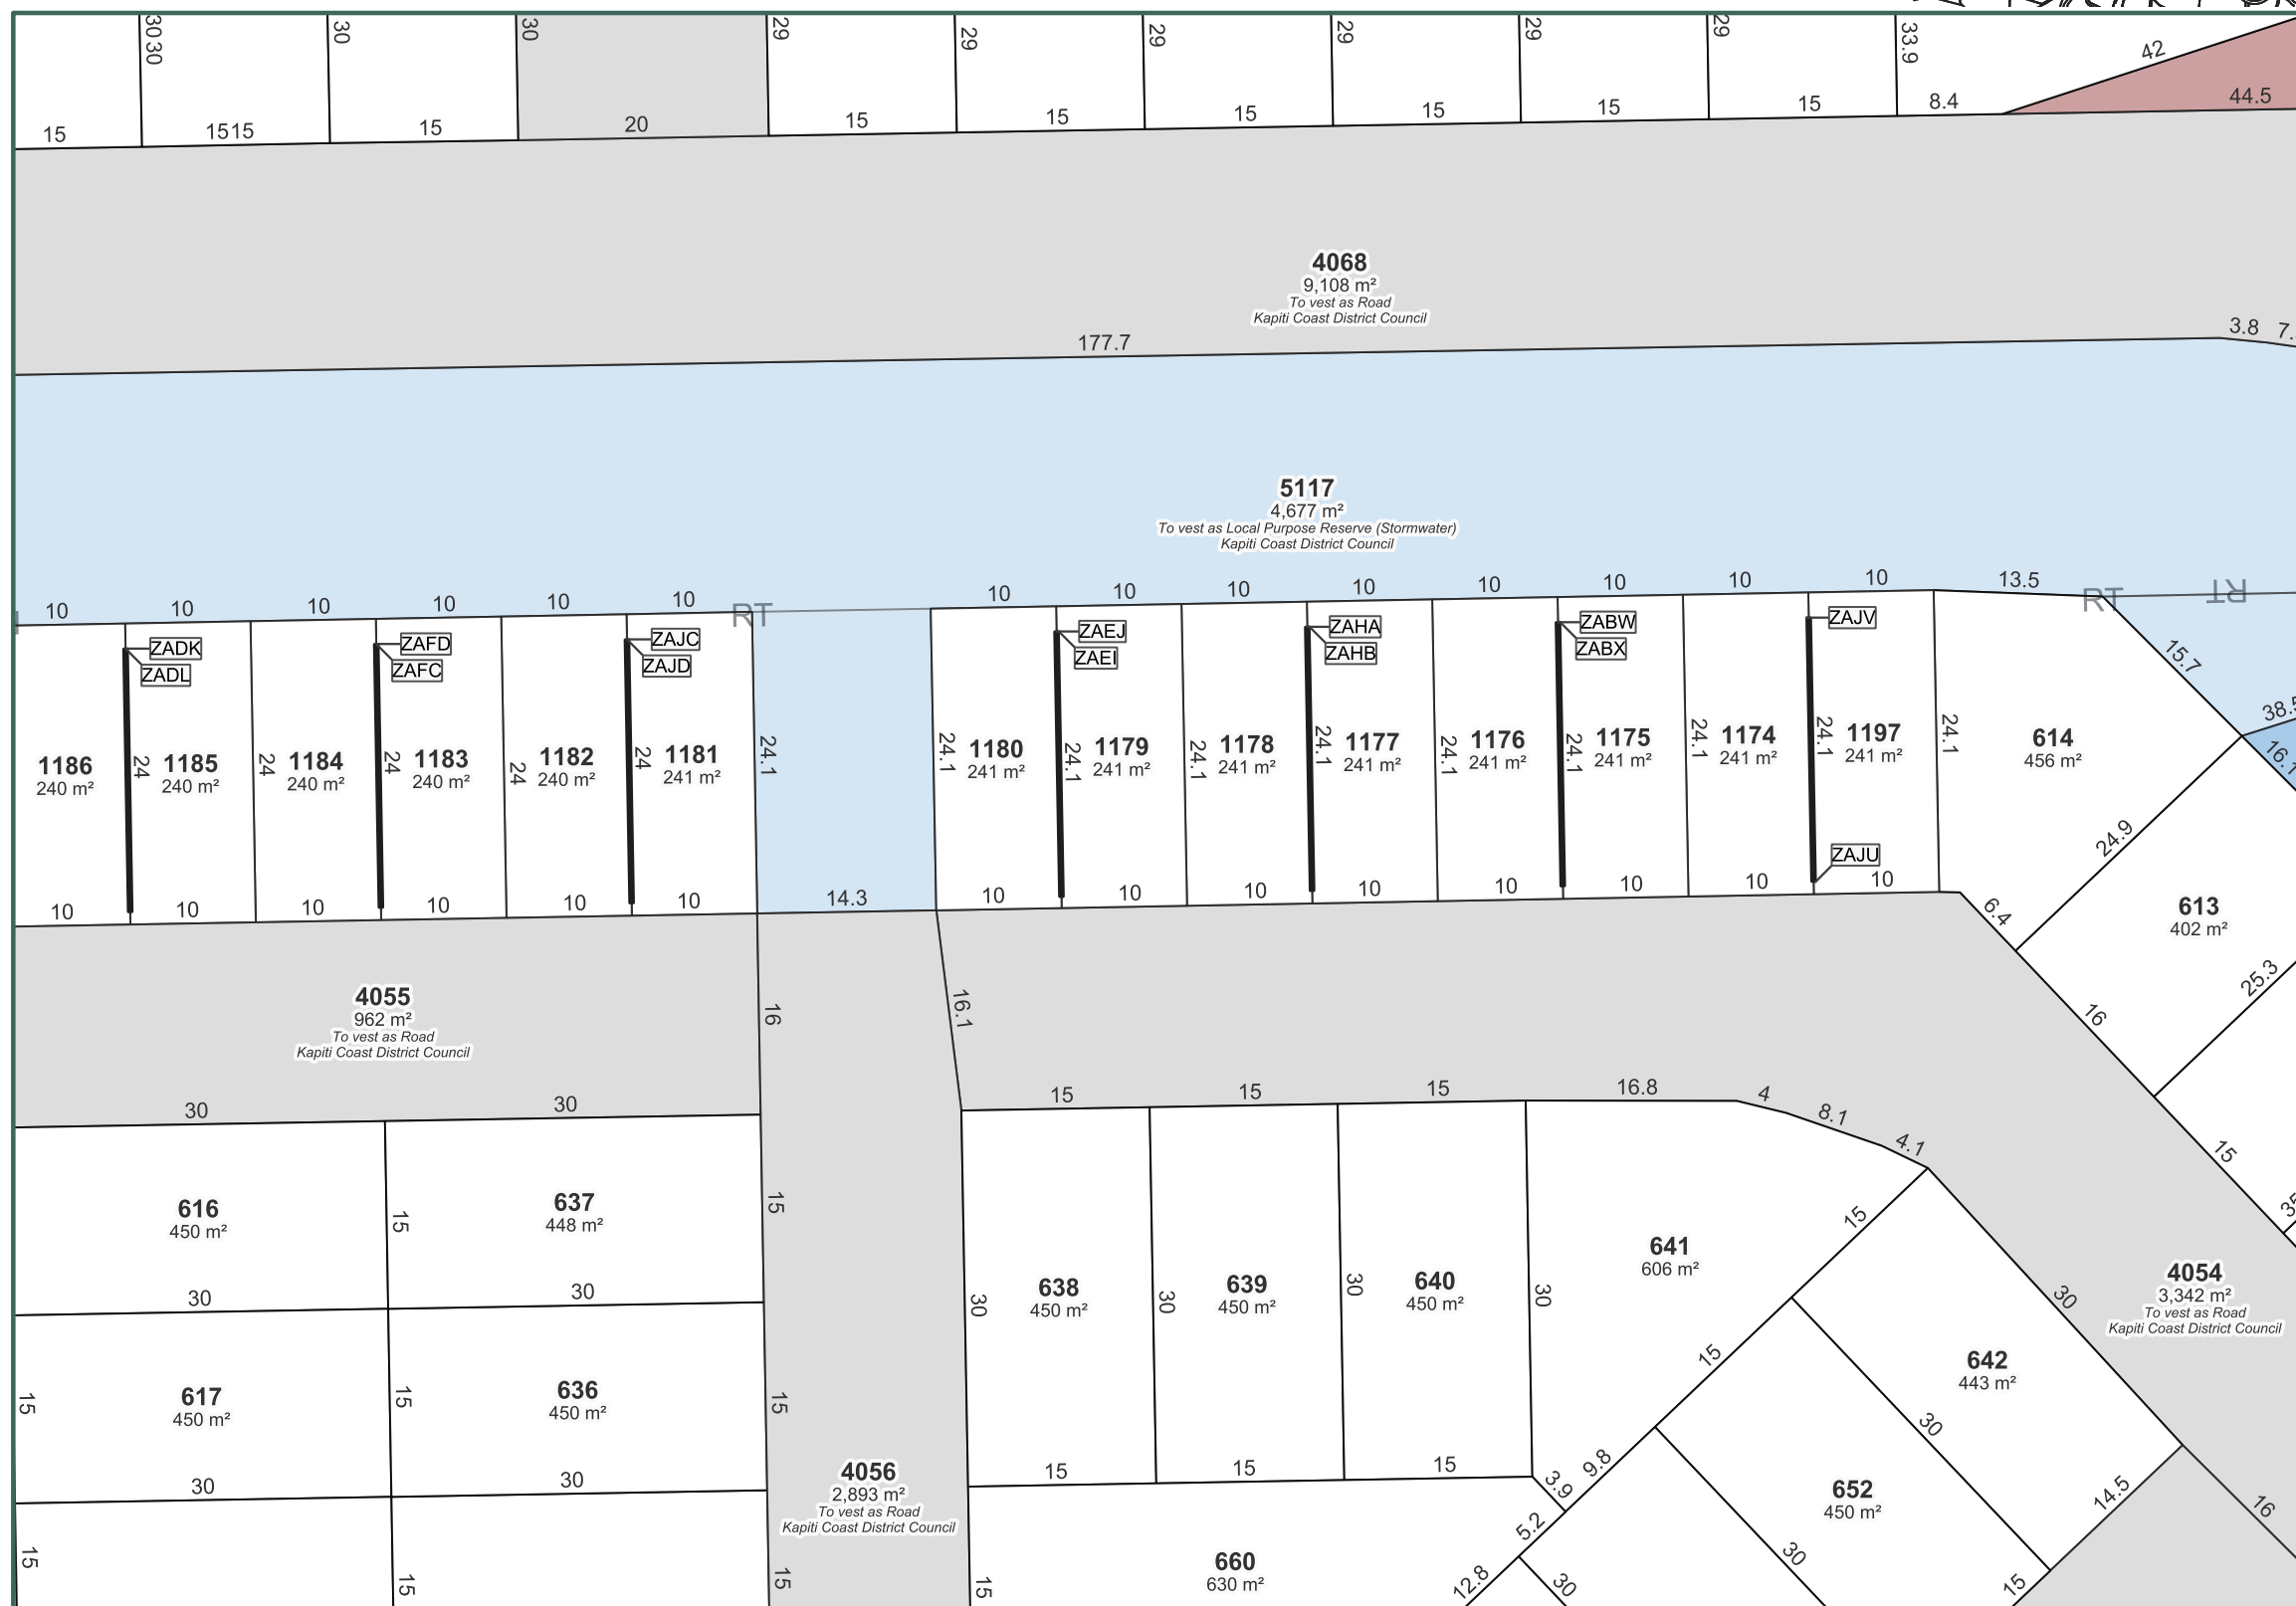 30
30
30
30
29
29
29
29
29
29
33.9
42
44.5
15
1515
15
20
15
15
15
15
15
15
8.4
4068
9,108 m²
To vest as Road
Kapiti Coast District Council
177.7
3.8
7.
5117
4,677 m²
To vest as Local Purpose Reserve (Stormwater)
Kapiti Coast District Council
10
10
10
10
10
10
RT
10
10
10
10
10
10
10
10
13.5
RT
RT
ZADK
ZADL
ZAFD
ZAFC
ZAJC
ZAJD
ZAEJ
ZAEI
ZAHA
ZAHB
ZABW
ZABX
ZAJV
ZAJU
15.7
38.5
16.1
1186
240 m²
24
1185
240 m²
24
1184
240 m²
24
1183
240 m²
24
1182
240 m²
24
1181
241 m²
24.1
24.1
1180
241 m²
24.1
1179
241 m²
24.1
1178
241 m²
24.1
1177
241 m²
24.1
1176
241 m²
24.1
1175
241 m²
24.1
1174
241 m²
24.1
1197
241 m²
24.1
614
456 m²
24.9
613
402 m²
25.3
10
10
10
10
10
10
14.3
10
10
10
10
10
10
10
10
6.4
16
15
4055
962 m²
To vest as Road
Kapiti Coast District Council
16
16.1
30
30
15
15
15
16.8
4
8.1
4.1
616
450 m²
15
637
448 m²
15
30
30
638
450 m²
30
639
450 m²
30
640
450 m²
30
30
641
606 m²
15
15
30
4054
3,342 m²
To vest as Road
Kapiti Coast District Council
35
15
617
450 m²
15
636
450 m²
15
30
30
642
443 m²
30
14.5
16
4056
2,893 m²
To vest as Road
Kapiti Coast District Council
15
15
15
3.9
9.8
5.2
12.8
652
450 m²
30
30
15
660
630 m²
15
15
15
15